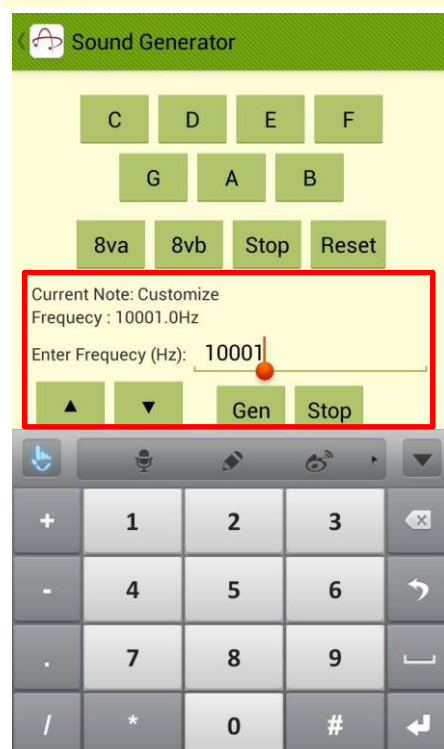 Sound Generator
C D E F
G A B
8va 8vb Stop Reset
Current Note: Customize
Frequecy : 10001.0Hz
Enter Frequecy (Hz): 10001
▲ ▼ Gen Stop
+ 1 2 3
- 4 5 6
. 7 8 9
/ * 0 #